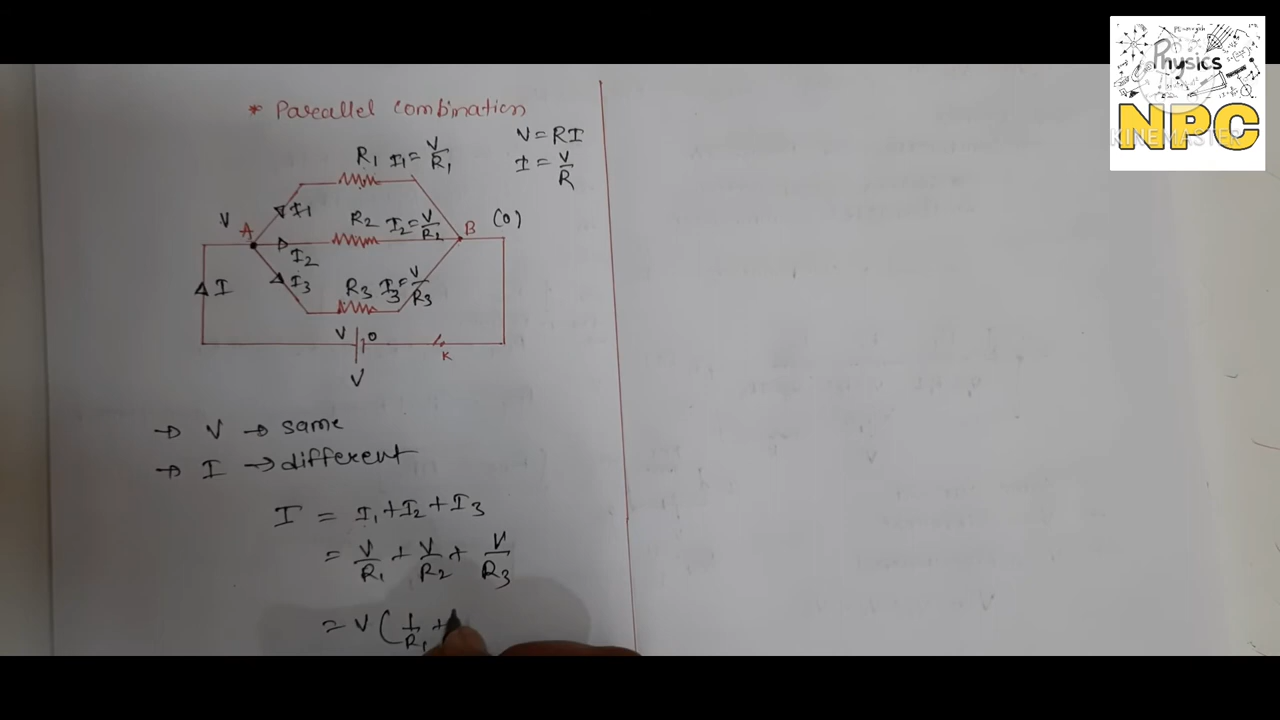 Physics
NPC
KINEMASTER
* Parallel combination
V = RI
I = V/R
R1 I1 = V/R1
I1
V A R2 I2 = V/R2 B (0)
I2
I I3 R3 I3 = V/R3
V 0
K
V
→ V → same
→ I → different
I = I1 + I2 + I3
= V/R1 + V/R2 + V/R3
= V ( 1/R1 +